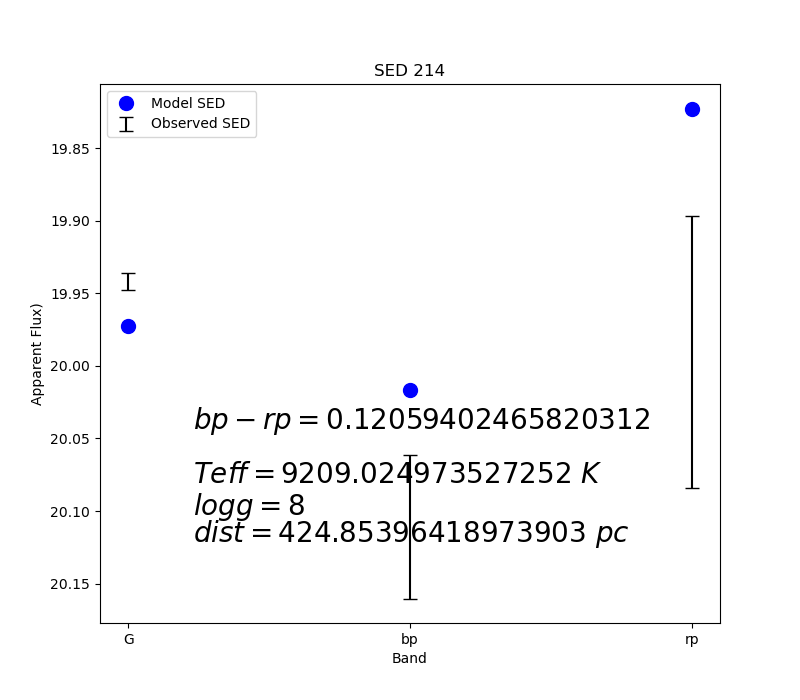 SED 214
Model SED
Observed SED
19.85
19.90
19.95
20.00
20.05
20.10
20.15
Apparent Flux)
bp − rp = 0.12059402465820312
Teff = 9209.024973527252 K
logg = 8
dist = 424.85396418973903 pc
G bp rp
Band